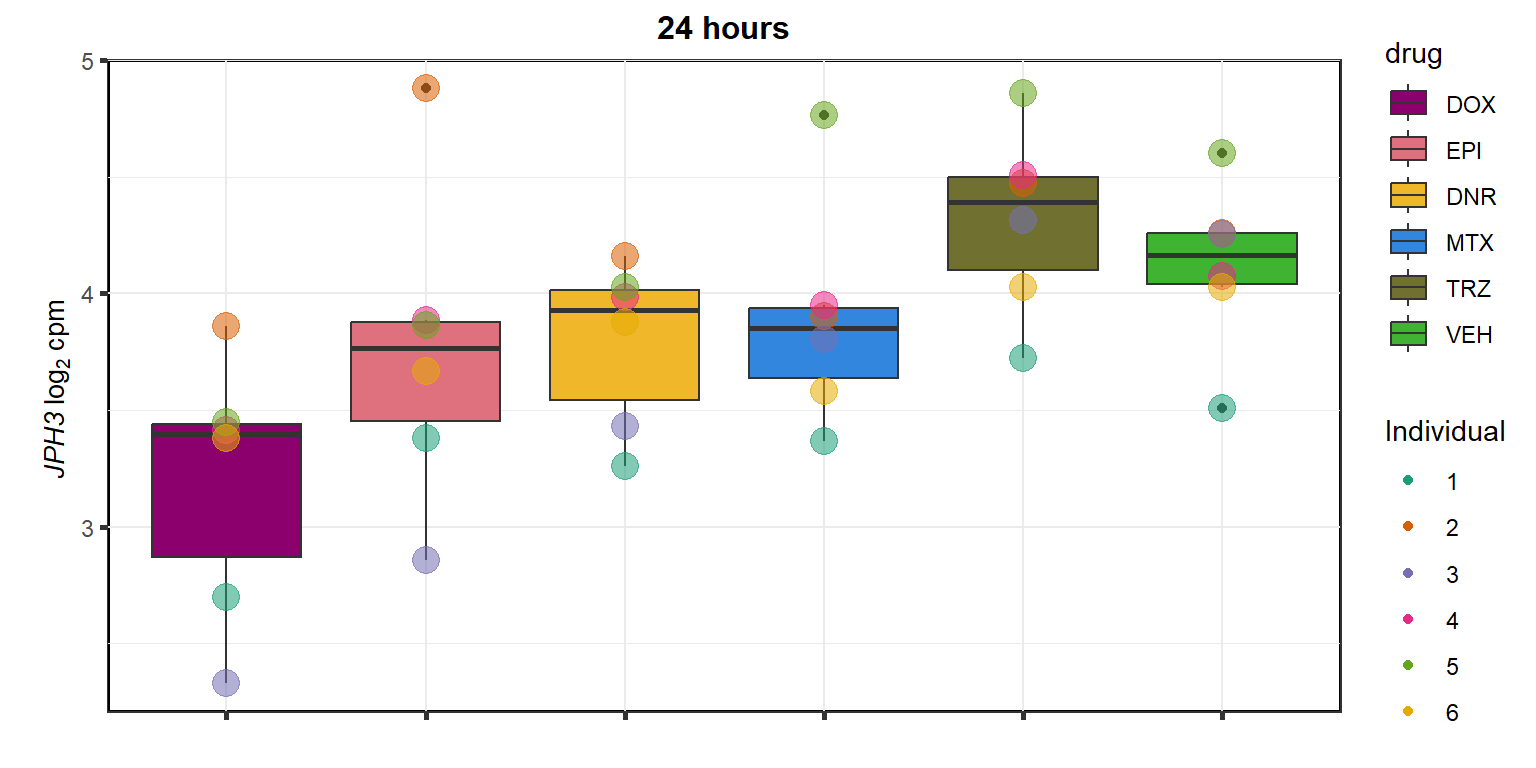 24 hours
JPH3 log2 cpm
5
4
3
drug
DOX
EPI
DNR
MTX
TRZ
VEH
Individual
1
2
3
4
5
6